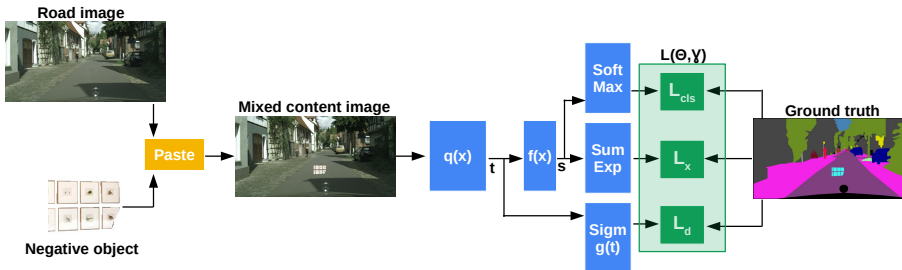 Road image
Paste
Negative object
Mixed content image
q(x)
t
f(x)
s
Soft
Max
Sum
Exp
Sigm
g(t)
L(Θ,Ɣ)
Lcls
Lx
Ld
Ground truth